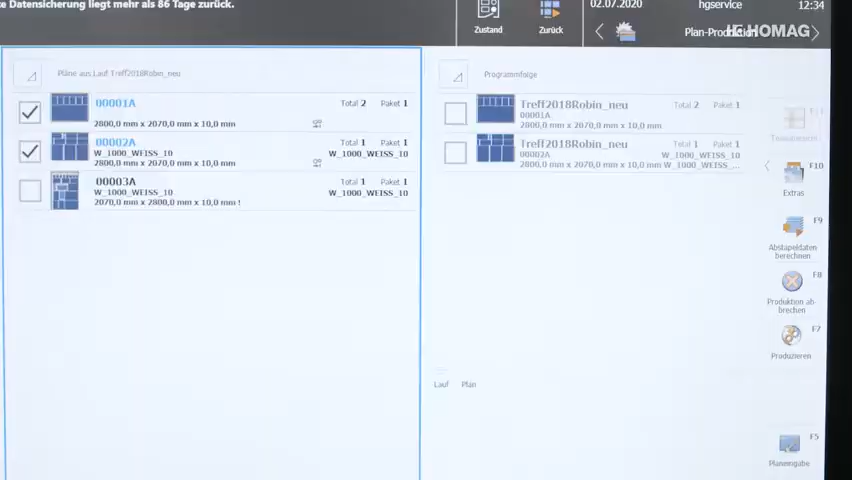 te Datensicherung liegt mehr als 86 Tage zurück.
Zustand
Zurück
02.07.2020
hgservice
12:34
Plan-Produktion
HOMAG
Pläne aus Lauf Treff2018Robin_neu
00001A
Total 2 Paket 1
2800,0 mm x 2070,0 mm x 10,0 mm
00002A
Total 1 Paket 1
W_1000_WEISS_10
W_1000_WEISS_10
2800,0 mm x 2070,0 mm x 10,0 mm
00003A
Total 1 Paket 1
W_1000_WEISS_10
W_1000_WEISS_10
2070,0 mm x 2800,0 mm x 10,0 mm !
Programmfolge
Treff2018Robin_neu
Total 2 Paket 1
00001A
2800,0 mm x 2070,0 mm x 10,0 mm
Treff2018Robin_neu
Total 1 Paket 1
00002A
W_1000_WEISS_10
2800,0 mm x 2070,0 mm x 10,0 mm W_1000_WEISS_...
Lauf Plan
F10
Extras
F9
Abstapeldaten
berechnen
F8
Produktion ab-
brechen
F7
Produzieren
F5
Planeingabe